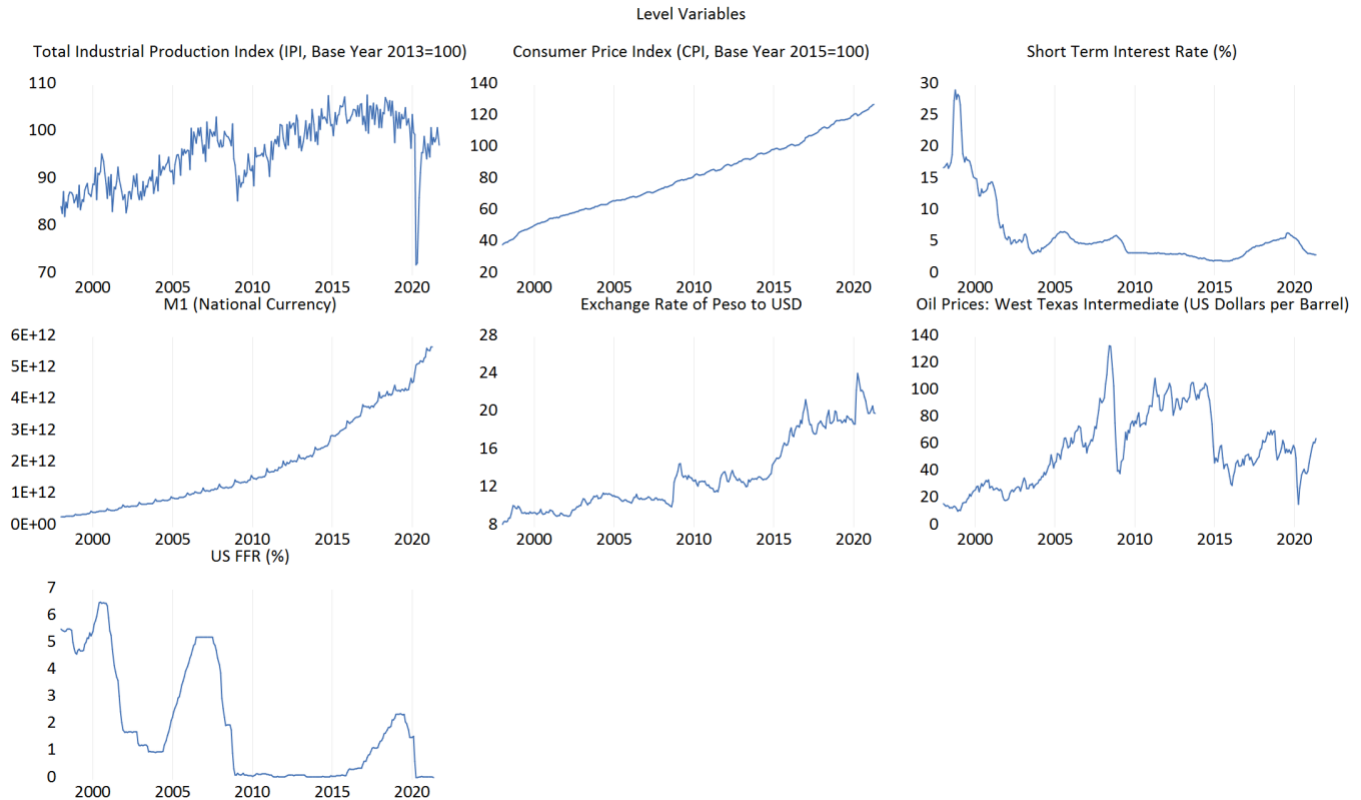 Level Variables
Total Industrial Production Index (IPI, Base Year 2013=100)
110
100
90
80
70
2000 2005 2010 2015 2020
Consumer Price Index (CPI, Base Year 2015=100)
140
120
100
80
60
40
20
2000 2005 2010 2015 2020
Short Term Interest Rate (%)
30
25
20
15
10
5
0
2000 2005 2010 2015 2020
M1 (National Currency)
6E+12
5E+12
4E+12
3E+12
2E+12
1E+12
0E+00
2000 2005 2010 2015 2020
Exchange Rate of Peso to USD
28
24
20
16
12
8
2000 2005 2010 2015 2020
Oil Prices: West Texas Intermediate (US Dollars per Barrel)
140
120
100
80
60
40
20
0
2000 2005 2010 2015 2020
US FFR (%)
7
6
5
4
3
2
1
0
2000 2005 2010 2015 2020